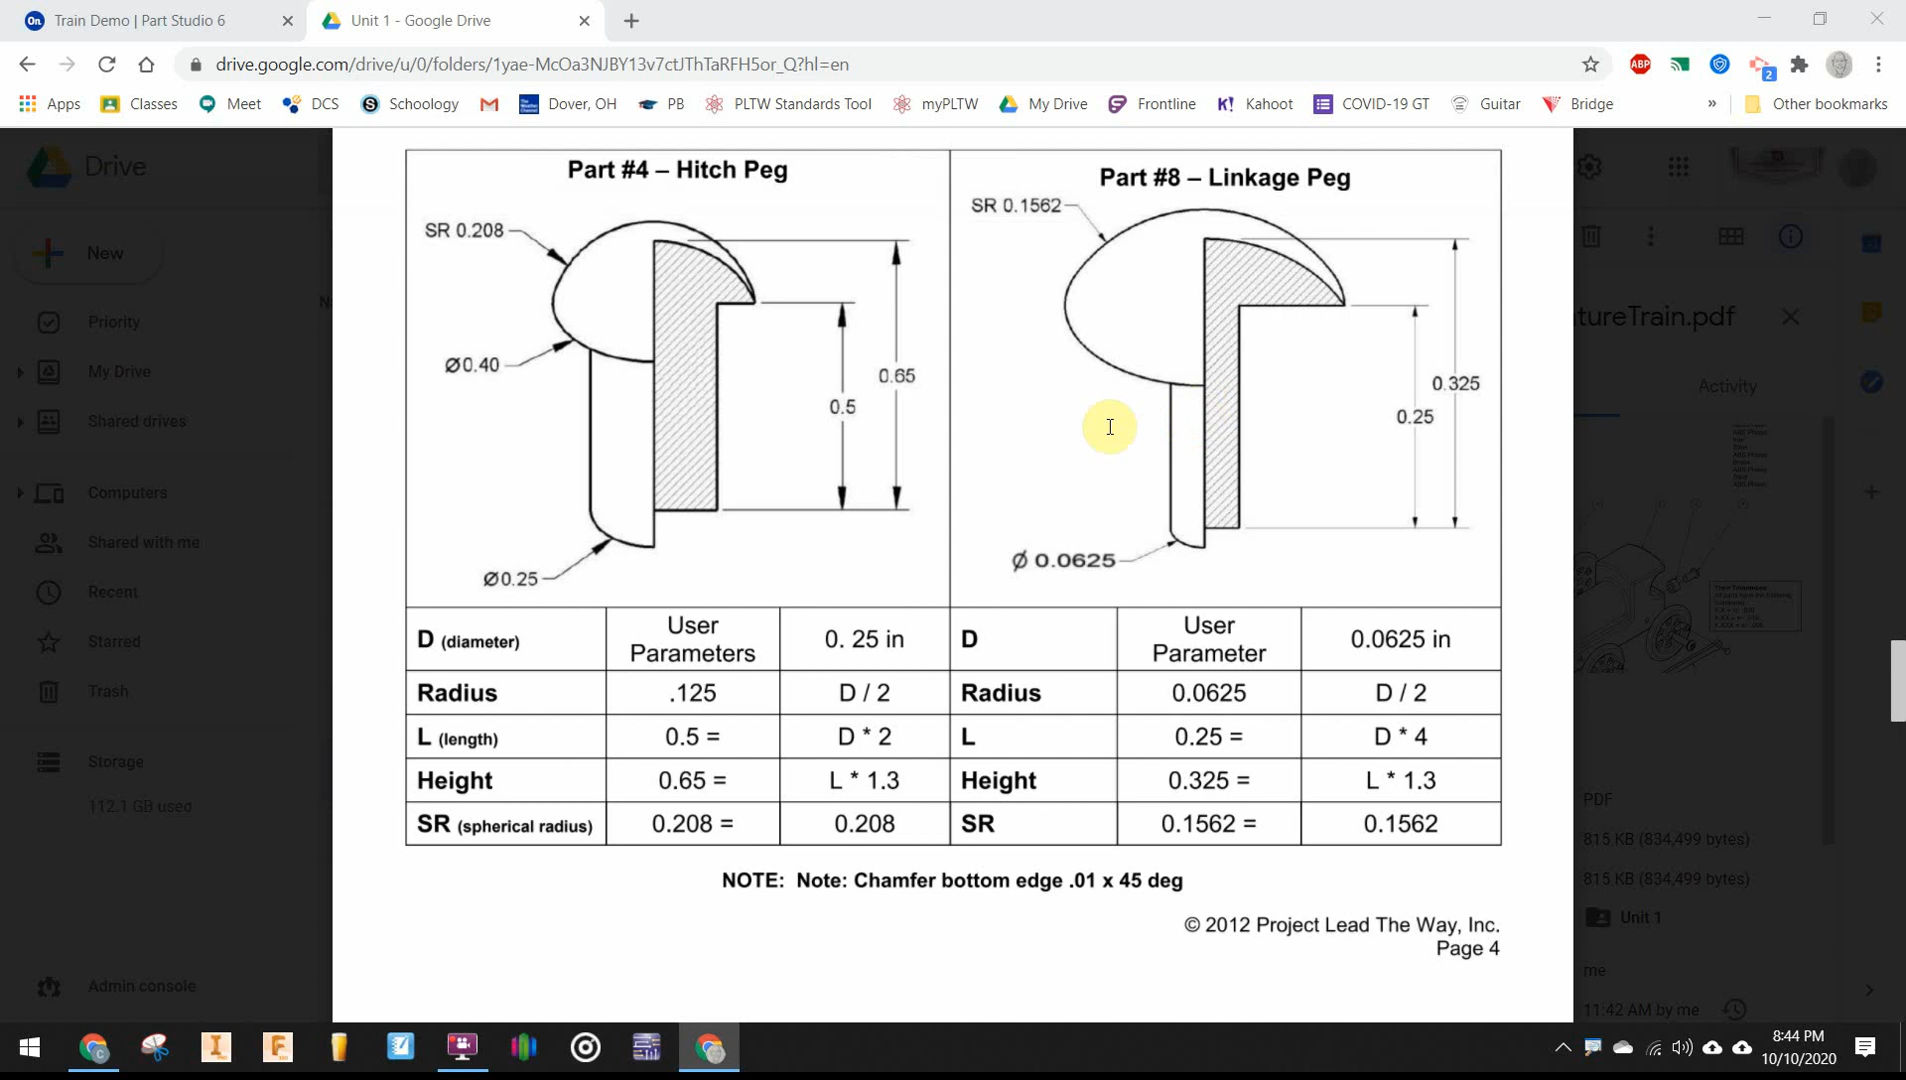 Train Demo | Part Studio 6
Unit 1 - Google Drive
drive.google.com/drive/u/0/folders/1yae-McOa3NJBY13v7ctJThTaRFH5or_Q?hl=en
ABP
2
Apps
Classes
Meet
DCS
Schoology
Dover, OH
PB
PLTW Standards Tool
myPLTW
My Drive
Frontline
Kahoot
COVID-19 GT
Guitar
Bridge
»
Other bookmarks
Drive
New
Priority
My Drive
Shared drives
Computers
Shared with me
Recent
Starred
Trash
Storage
112.1 GB used
Admin console
Part #4 – Hitch Peg
SR 0.208
Ø0.40
0.5
0.65
Ø0.25
Part #8 – Linkage Peg
SR 0.1562
0.325
0.25
Ø 0.0625
D (diameter) User Parameters 0. 25 in D User Parameter 0.0625 in
Radius .125 D / 2 Radius 0.0625 D / 2
L (length) 0.5 = D * 2 L 0.25 = D * 4
Height 0.65 = L * 1.3 Height 0.325 = L * 1.3
SR (spherical radius) 0.208 = 0.208 SR 0.1562 = 0.1562
NOTE: Note: Chamfer bottom edge .01 x 45 deg
© 2012 Project Lead The Way, Inc.
Page 4
tureTrain.pdf
Activity
PDF
815 KB (834,499 bytes)
815 KB (834,499 bytes)
Unit 1
me
11:42 AM by me
8:44 PM
10/10/2020